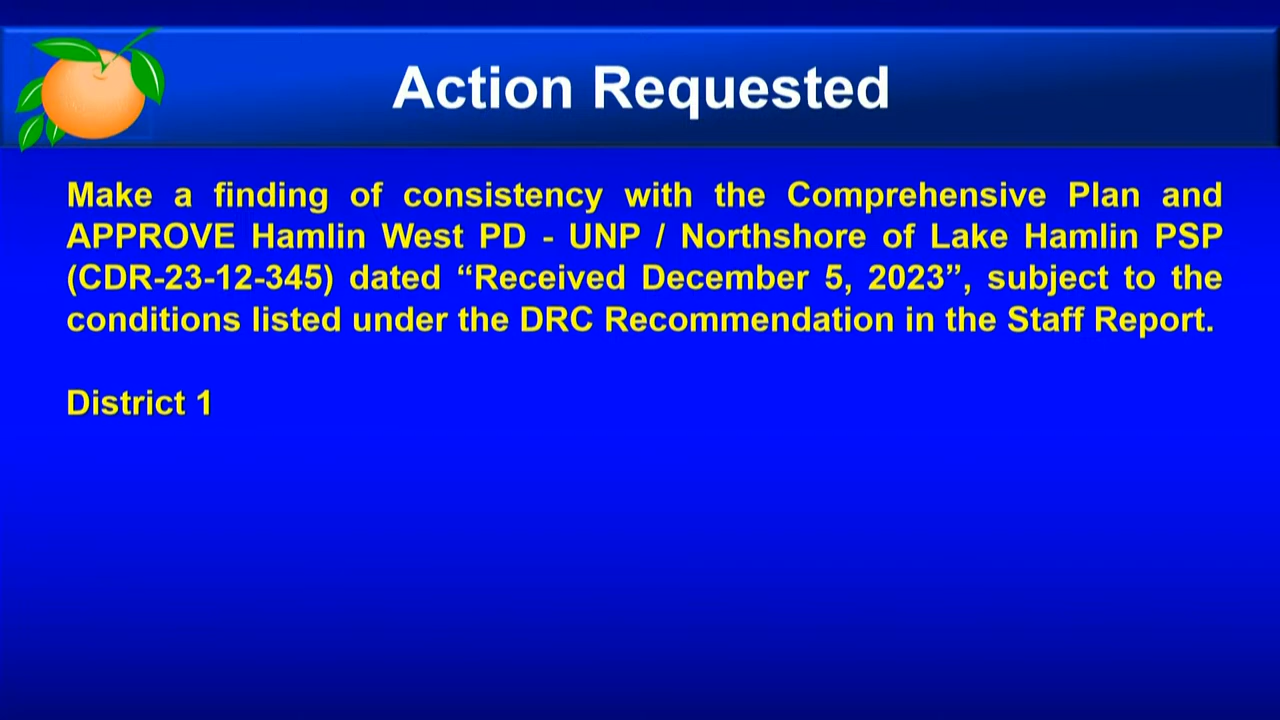 Action Requested
Make a finding of consistency with the Comprehensive Plan and
APPROVE Hamlin West PD - UNP / Northshore of Lake Hamlin PSP
(CDR-23-12-345) dated “Received December 5, 2023”, subject to the
conditions listed under the DRC Recommendation in the Staff Report.
District 1